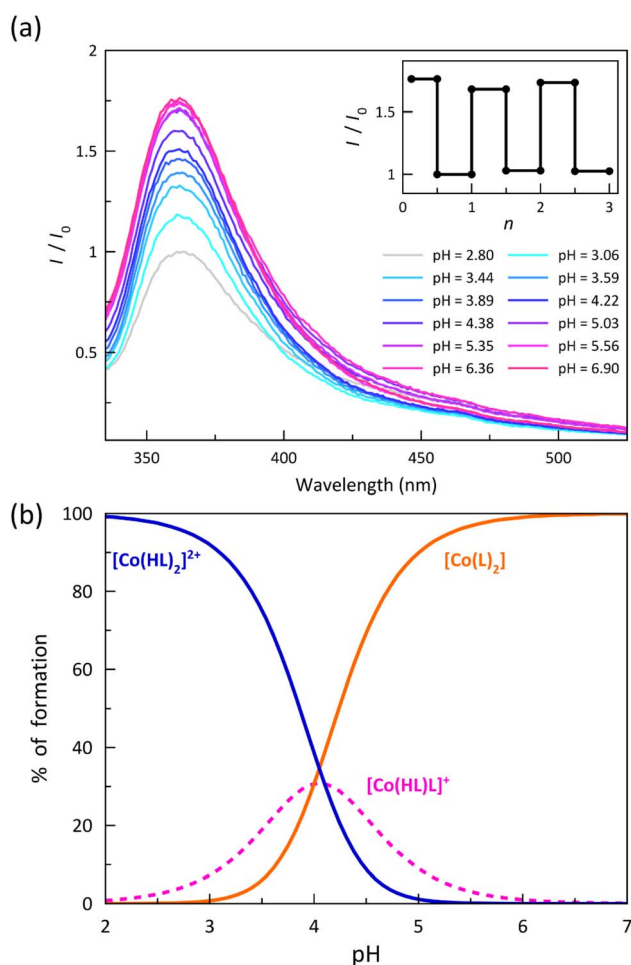 (a)
2
1.5
1
0.5
I / I0
350
400
450
500
Wavelength (nm)
1.5
1
I / I0
0 1 2 3
n
pH = 2.80 pH = 3.06
pH = 3.44 pH = 3.59
pH = 3.89 pH = 4.22
pH = 4.38 pH = 5.03
pH = 5.35 pH = 5.56
pH = 6.36 pH = 6.90
(b)
100
80
60
40
20
0
% of formation
[Co(HL)2]2+
[Co(L)2]
[Co(HL)L]+
2 3 4 5 6 7
pH